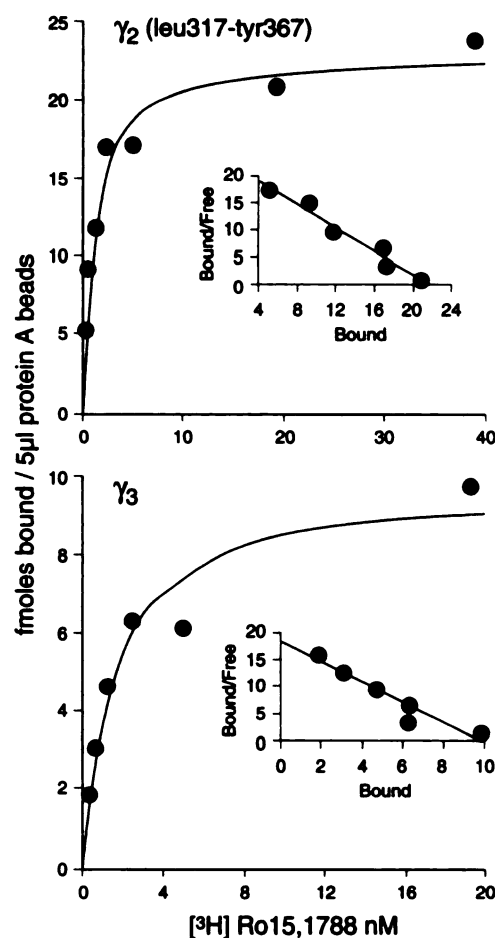 γ2 (leu317-tyr367)
25
20
15
10
5
0
0 10 20 30 40
Bound/Free
20
15
10
5
0
4 8 12 16 20 24
Bound
fmoles bound / 5µl protein A beads
γ3
10
8
6
4
2
0
0 4 8 12 16 20
Bound/Free
20
15
10
5
0
0 2 4 6 8 10
Bound
[³H] Ro15,1788 nM